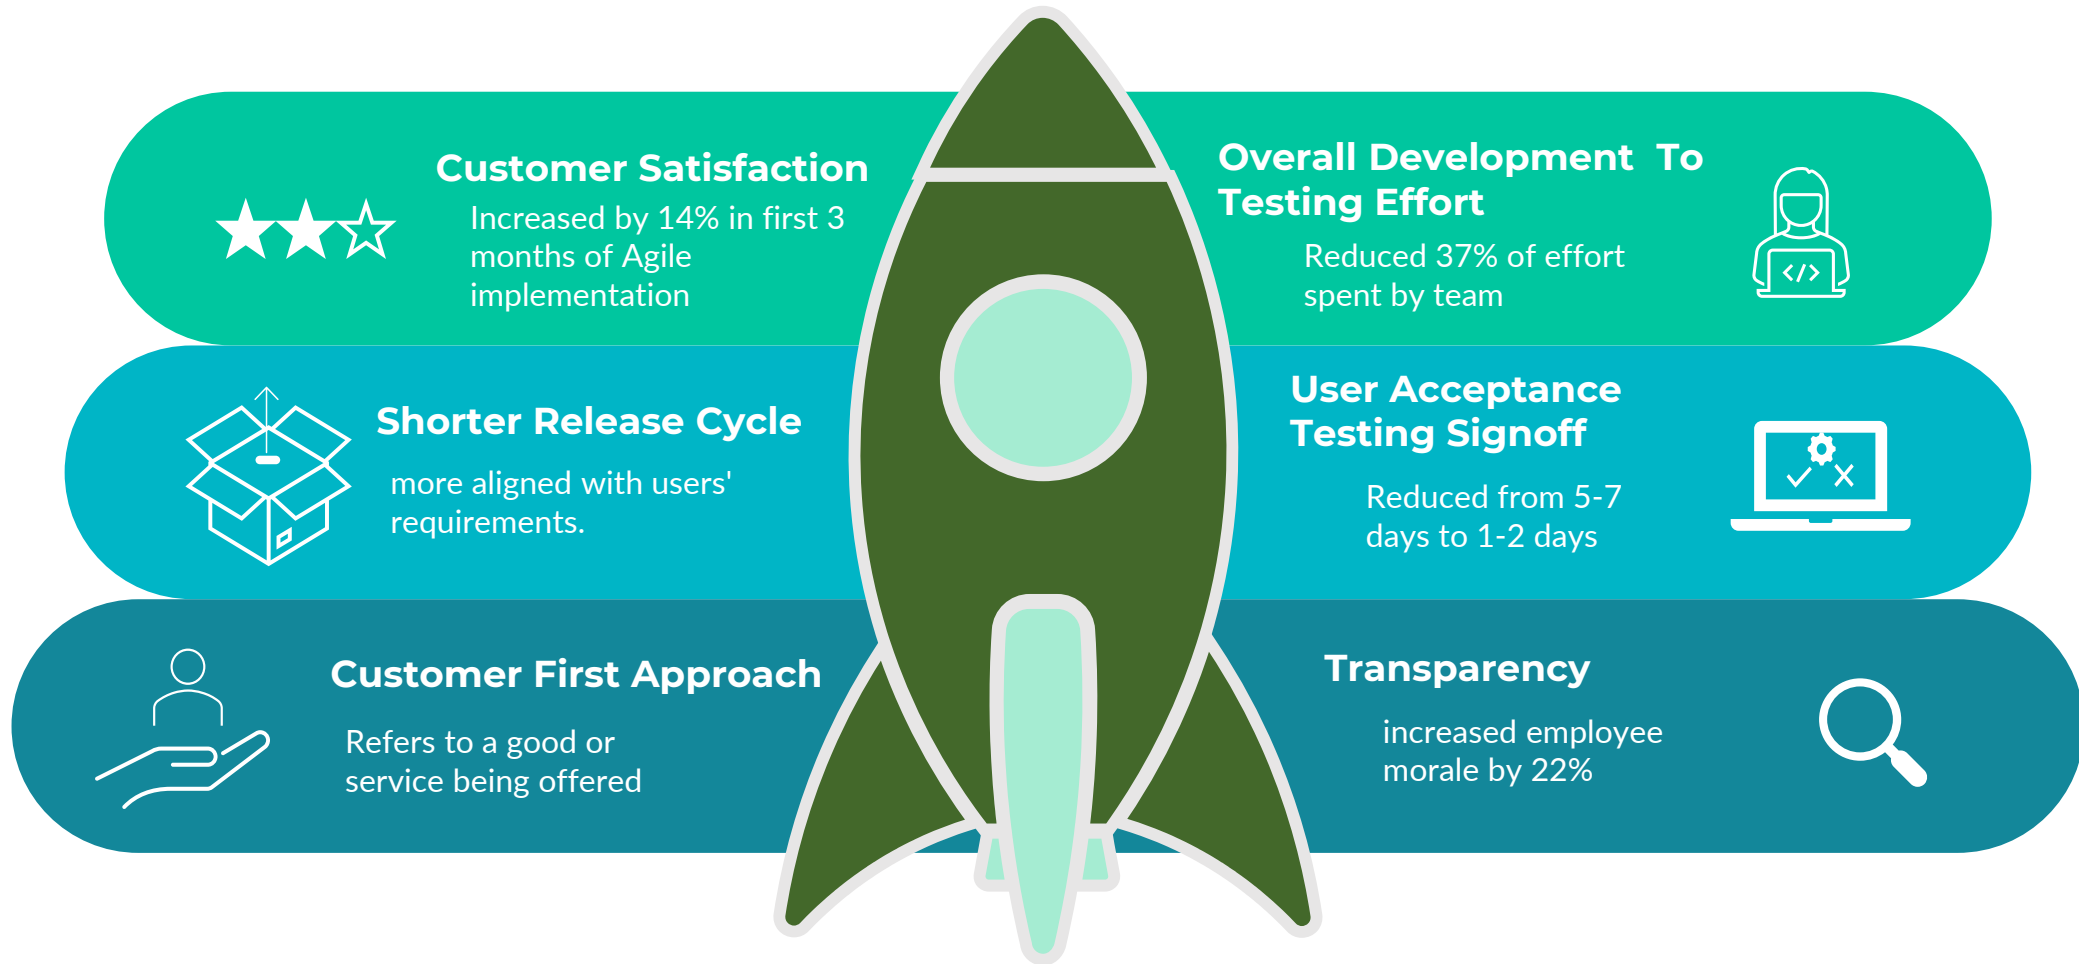 Customer Satisfaction
Increased by 14% in first 3
months of Agile
implementation
Overall Development  To
Testing Effort
Reduced 37% of effort
spent by team
</>
Shorter Release Cycle
more aligned with users'
requirements.
User Acceptance
Testing Signoff
Reduced from 5-7
days to 1-2 days
Customer First Approach
Refers to a good or
service being offered
Transparency
increased employee
morale by 22%